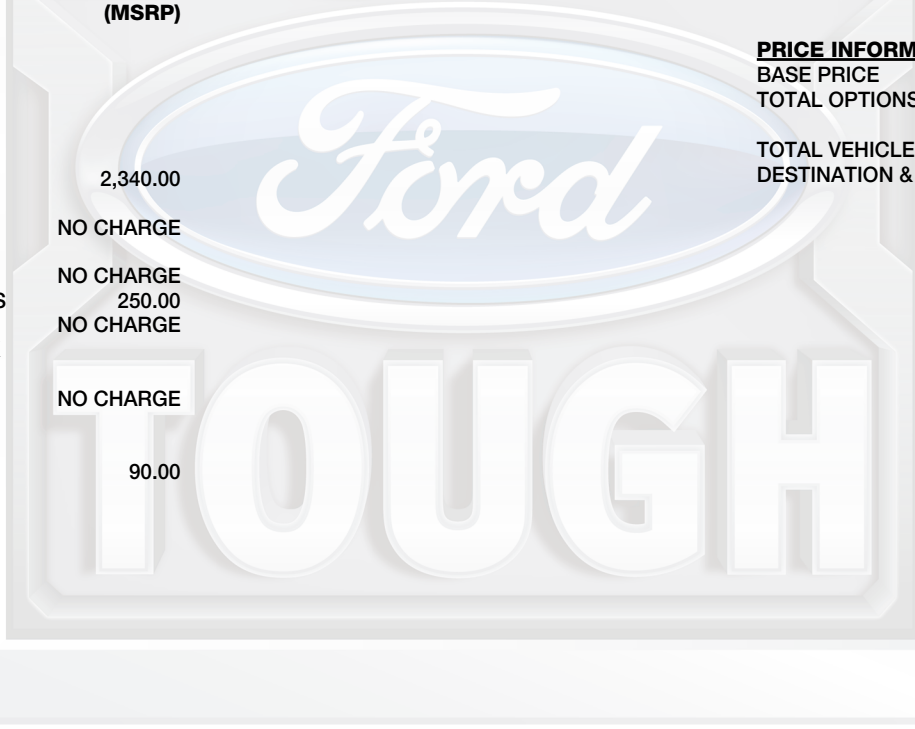 (MSRP)
2,340.00
NO CHARGE
NO CHARGE
S 250.00
NO CHARGE
NO CHARGE
90.00
PRICE INFORM
BASE PRICE
TOTAL OPTIONS
TOTAL VEHICLE
DESTINATION &
Ford
TOUGH